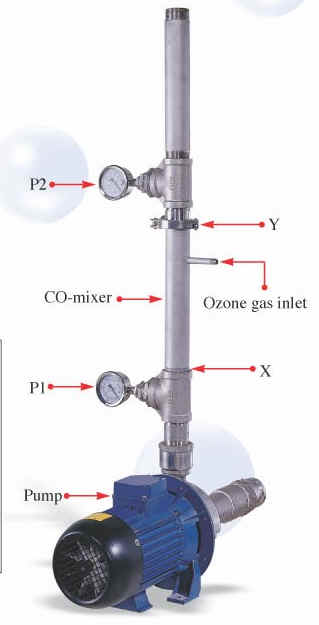 P2
Y
CO-mixer
Ozone gas inlet
X
P1
Pump